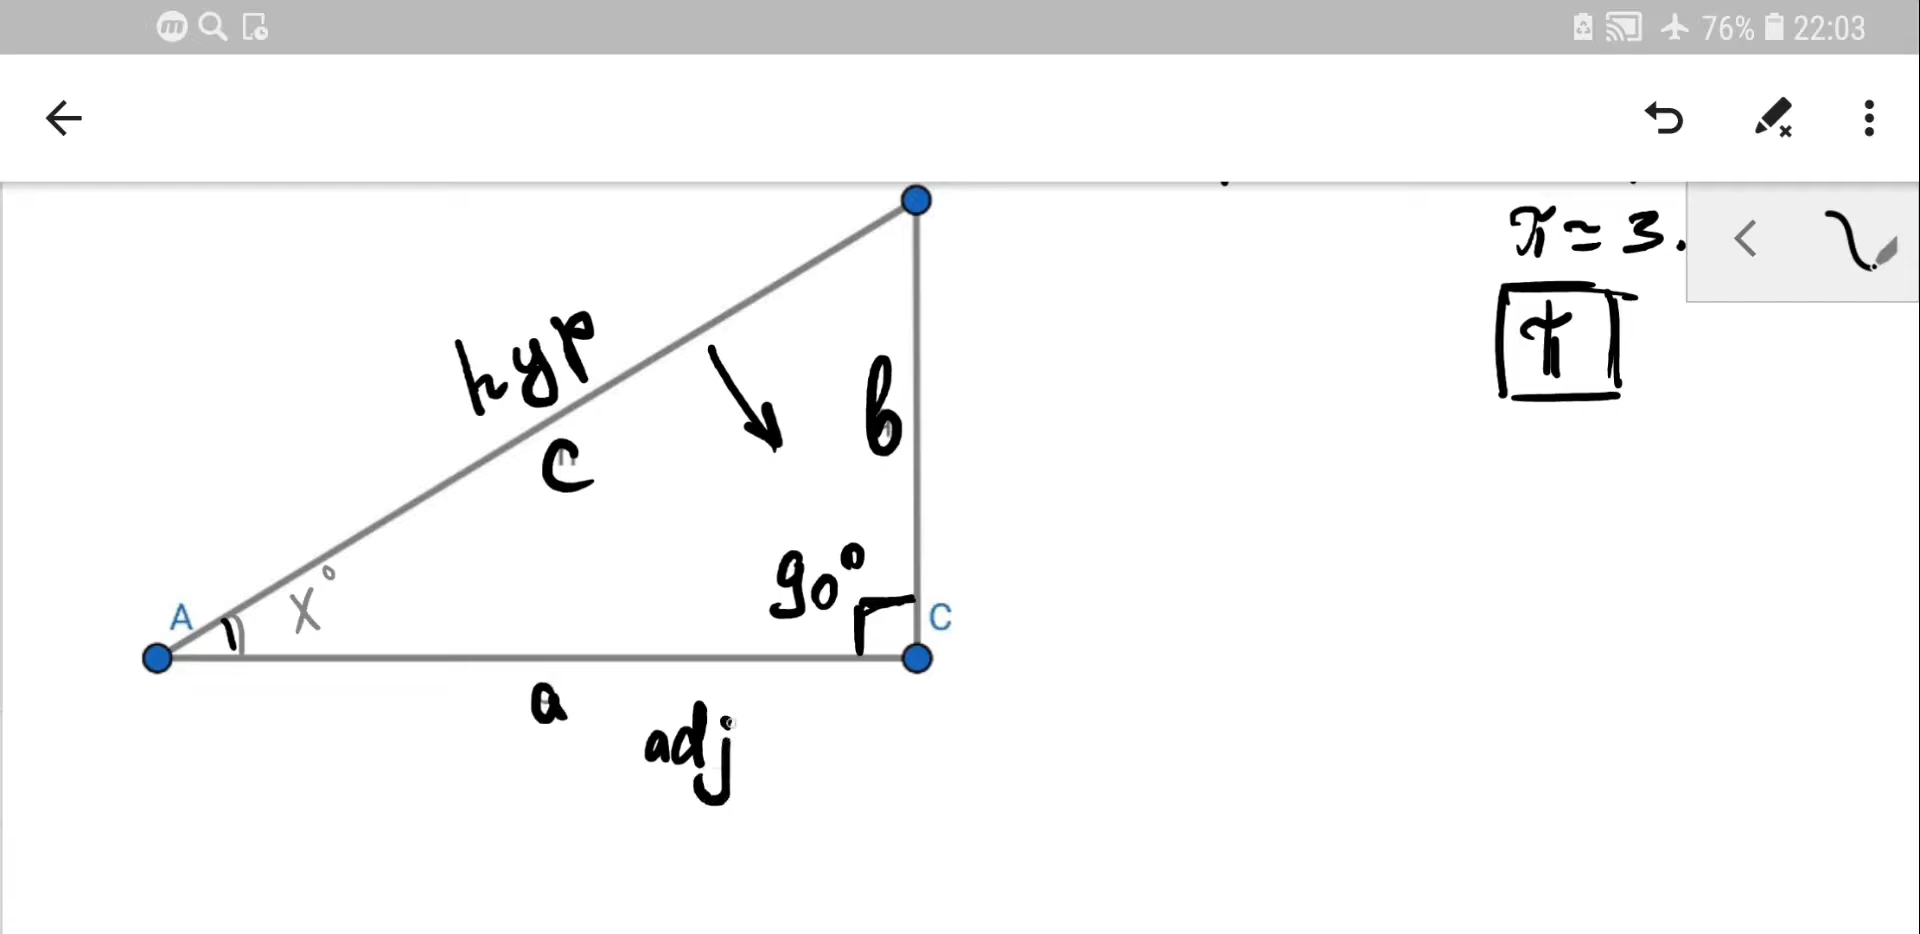 76% 22:03
π ≈ 3.
π
hyp
c
b
90°
A
x°
C
a
adj